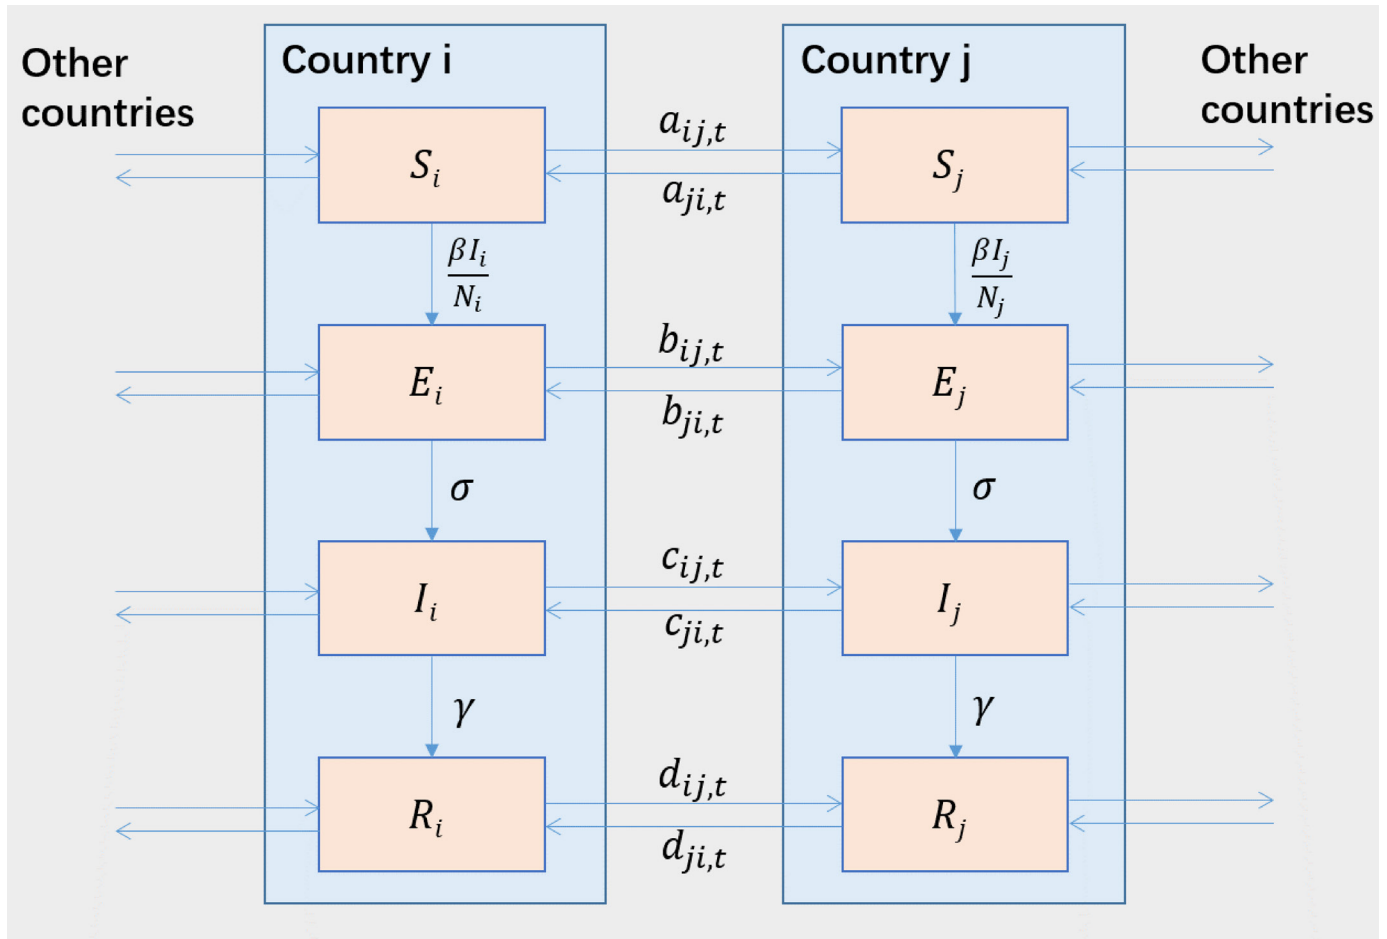 Other
countries
Country i
Country j
Other
countries
S_i
a_{ij,t}
a_{ji,t}
S_j
βI_i
N_i
βI_j
N_j
E_i
b_{ij,t}
b_{ji,t}
E_j
σ
σ
I_i
c_{ij,t}
c_{ji,t}
I_j
γ
γ
R_i
d_{ij,t}
d_{ji,t}
R_j